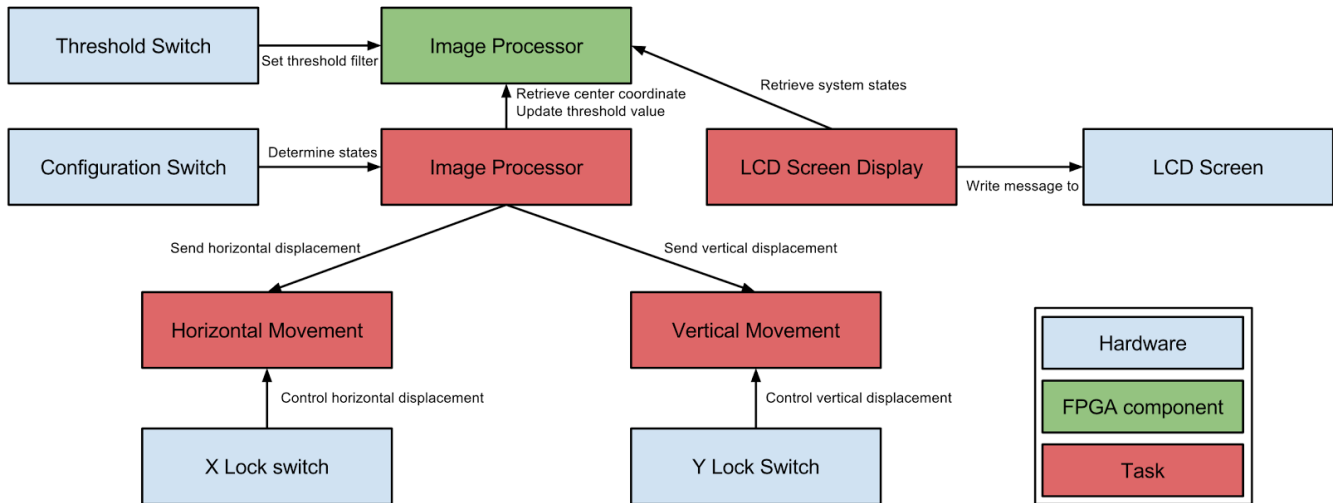 Threshold Switch
Set threshold filter
Image Processor
Retrieve system states
Retrieve center coordinate
Update threshold value
Configuration Switch
Determine states
Image Processor
LCD Screen Display
Write message to
LCD Screen
Send horizontal displacement
Send vertical displacement
Horizontal Movement
Vertical Movement
Control horizontal displacement
Control vertical displacement
X Lock switch
Y Lock Switch
Hardware
FPGA component
Task